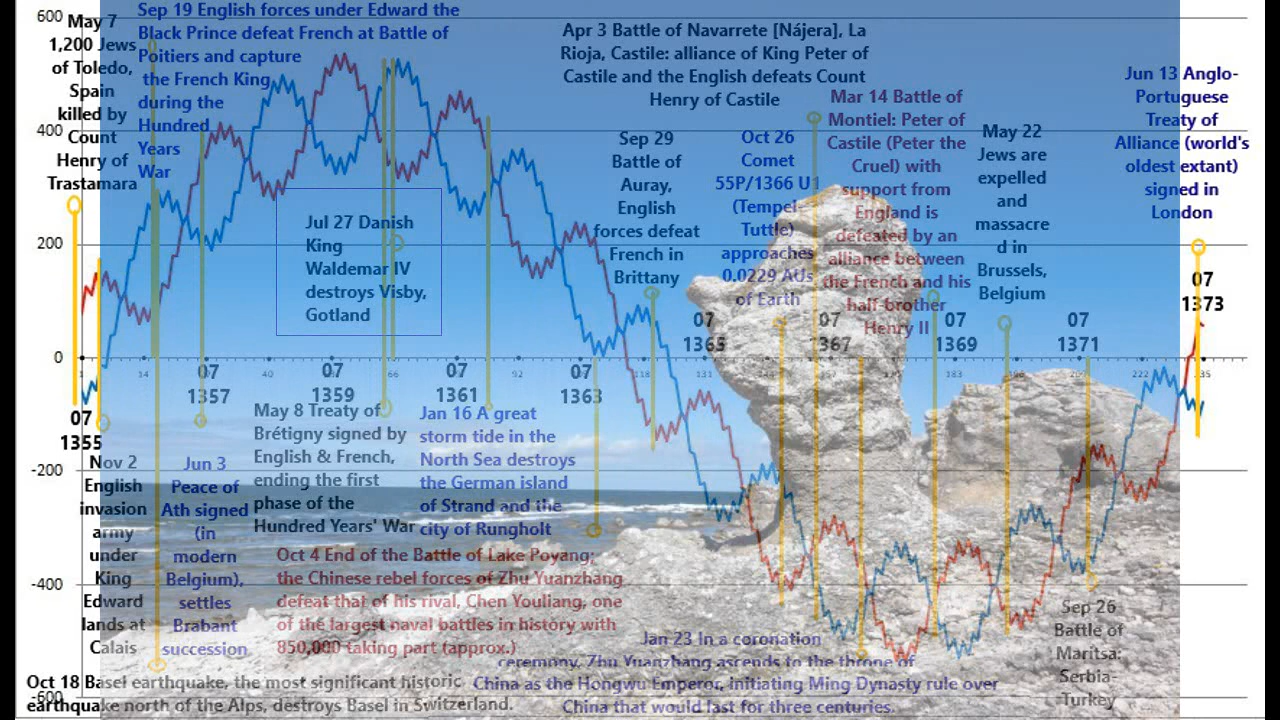 600
400
200
0
-200
-400
-600
May 7
1,200 Jews
of Toledo,
Spain
killed by
Count
Henry of
Trastamara
Sep 19 English forces under Edward the
Black Prince defeat French at Battle of
Poitiers and capture
the French King
during the
Hundred
Years
War
Jul 27 Danish
King
Waldemar IV
destroys Visby,
Gotland
Apr 3 Battle of Navarrete [Nájera], La
Rioja, Castile: alliance of King Peter of
Castile and the English defeats Count
Henry of Castile
Sep 29
Battle of
Auray,
English
forces defeat
French in
Brittany
Oct 26
Comet
55P/1366 U1
(Tempel-
Tuttle)
approaches
0.0229 AUs
of Earth
Mar 14 Battle of
Montiel: Peter of
Castile (Peter the
Cruel) with
support from
England is
defeated by an
alliance between
the French and his
half-brother
Henry II
May 22
Jews are
expelled
and
massacre
d in
Brussels,
Belgium
Jun 13 Anglo-
Portuguese
Treaty of
Alliance (world's
oldest extant)
signed in
London
1
14
40
66
92
118
131
157
222
07
1355
07
1357
07
1359
07
1361
07
1363
07
1365
07
1367
07
1369
07
1371
07
1373
Nov 2
English
invasion
army
under
King
Edward
lands at
Calais
Jun 3
Peace of
Ath signed
(in
modern
Belgium),
settles
Brabant
succession
May 8 Treaty of
Brétigny signed by
English & French,
ending the first
phase of the
Hundred Years' War
Jan 16 A great
storm tide in the
North Sea destroys
the German island
of Strand and the
city of Rungholt
Oct 4 End of the Battle of Lake Poyang;
the Chinese rebel forces of Zhu Yuanzhang
defeat that of his rival, Chen Youliang, one
of the largest naval battles in history with
850,000 taking part (approx.)
Jan 23 In a coronation
ceremony, Zhu Yuanzhang ascends to the throne of
China as the Hongwu Emperor, initiating Ming Dynasty rule over
China that would last for three centuries.
Oct 18 Basel earthquake, the most significant historic
earthquake north of the Alps, destroys Basel in Switzerland.
Sep 26
Battle of
Maritsa:
Serbia-
Turkey